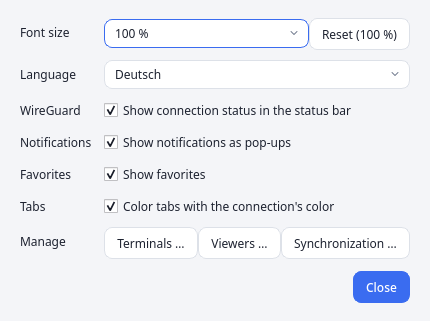 Font size 100 % Reset (100 %)
Language Deutsch
WireGuard Show connection status in the status bar
Notifications Show notifications as pop-ups
Favorites Show favorites
Tabs Color tabs with the connection's color
Manage Terminals ... Viewers ... Synchronization ...
Close